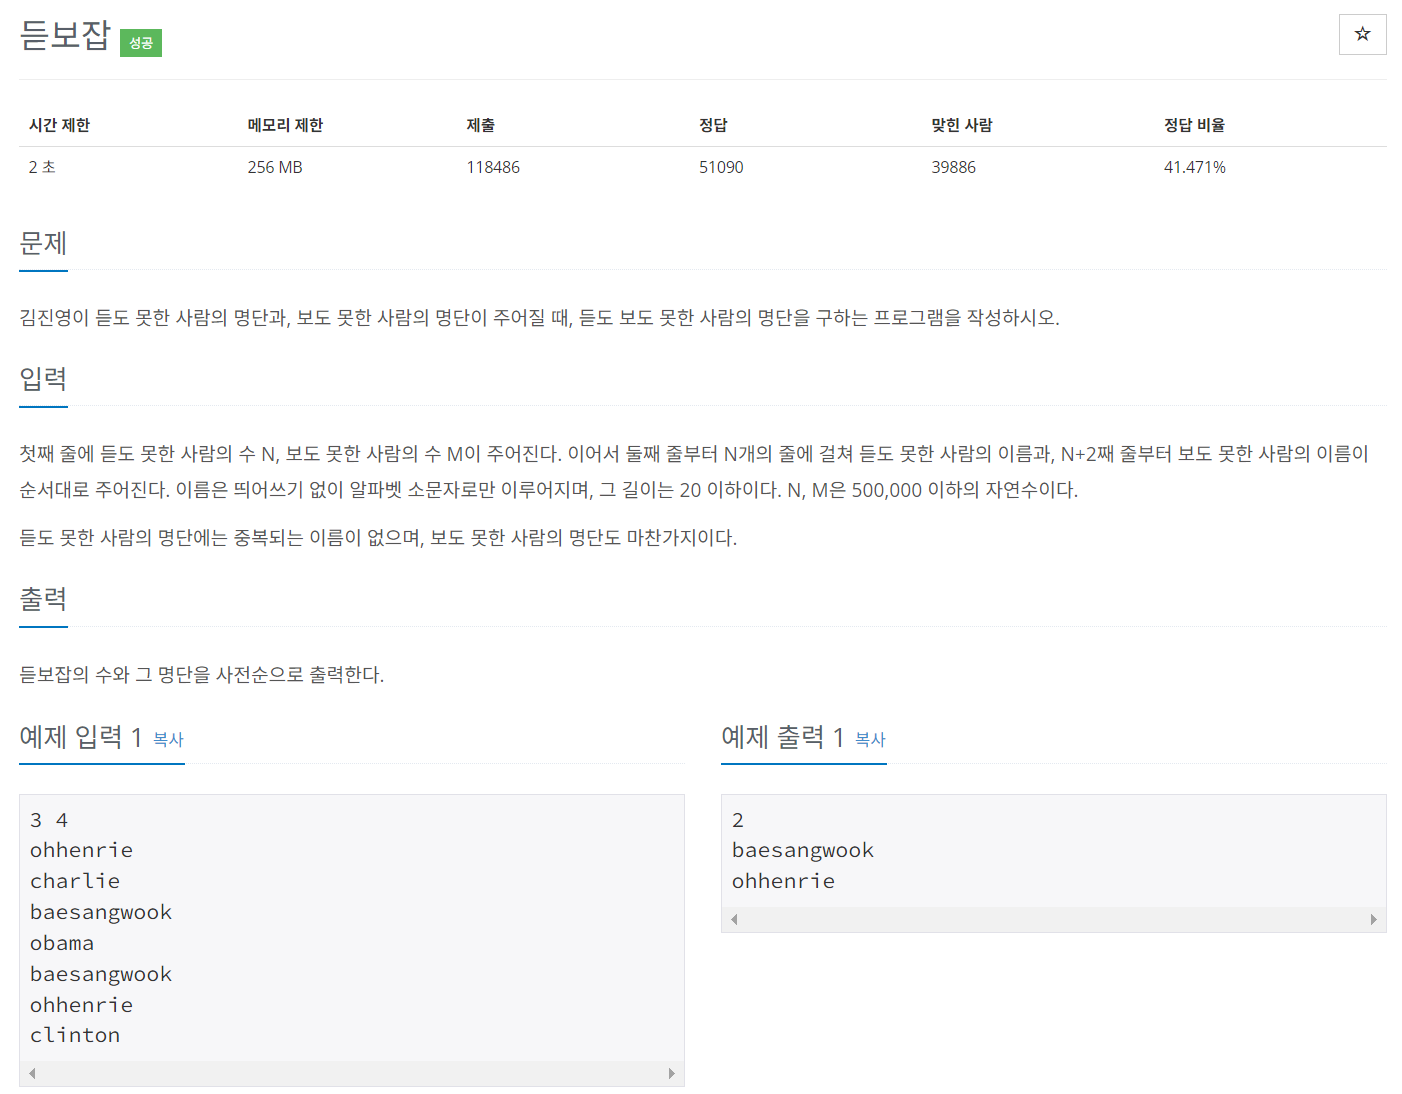 듣보잡 성공
☆
시간 제한 메모리 제한 제출 정답 맞힌 사람 정답 비율
2 초 256 MB 118486 51090 39886 41.471%
문제
김진영이 듣도 못한 사람의 명단과, 보도 못한 사람의 명단이 주어질 때, 듣도 보도 못한 사람의 명단을 구하는 프로그램을 작성하시오.
입력
첫째 줄에 듣도 못한 사람의 수 N, 보도 못한 사람의 수 M이 주어진다. 이어서 둘째 줄부터 N개의 줄에 걸쳐 듣도 못한 사람의 이름과, N+2째 줄부터 보도 못한 사람의 이름이
순서대로 주어진다. 이름은 띄어쓰기 없이 알파벳 소문자로만 이루어지며, 그 길이는 20 이하이다. N, M은 500,000 이하의 자연수이다.
듣도 못한 사람의 명단에는 중복되는 이름이 없으며, 보도 못한 사람의 명단도 마찬가지이다.
출력
듣보잡의 수와 그 명단을 사전순으로 출력한다.
예제 입력 1 복사
3 4
ohhenrie
charlie
baesangwook
obama
baesangwook
ohhenrie
clinton
예제 출력 1 복사
2
baesangwook
ohhenrie